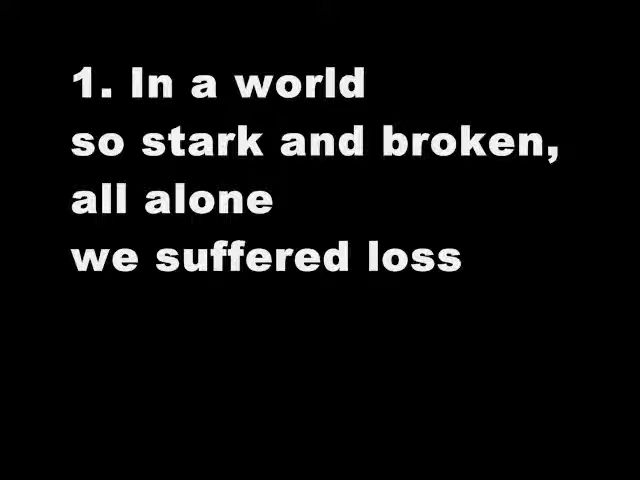 1. In a world
so stark and broken,
all alone
we suffered loss